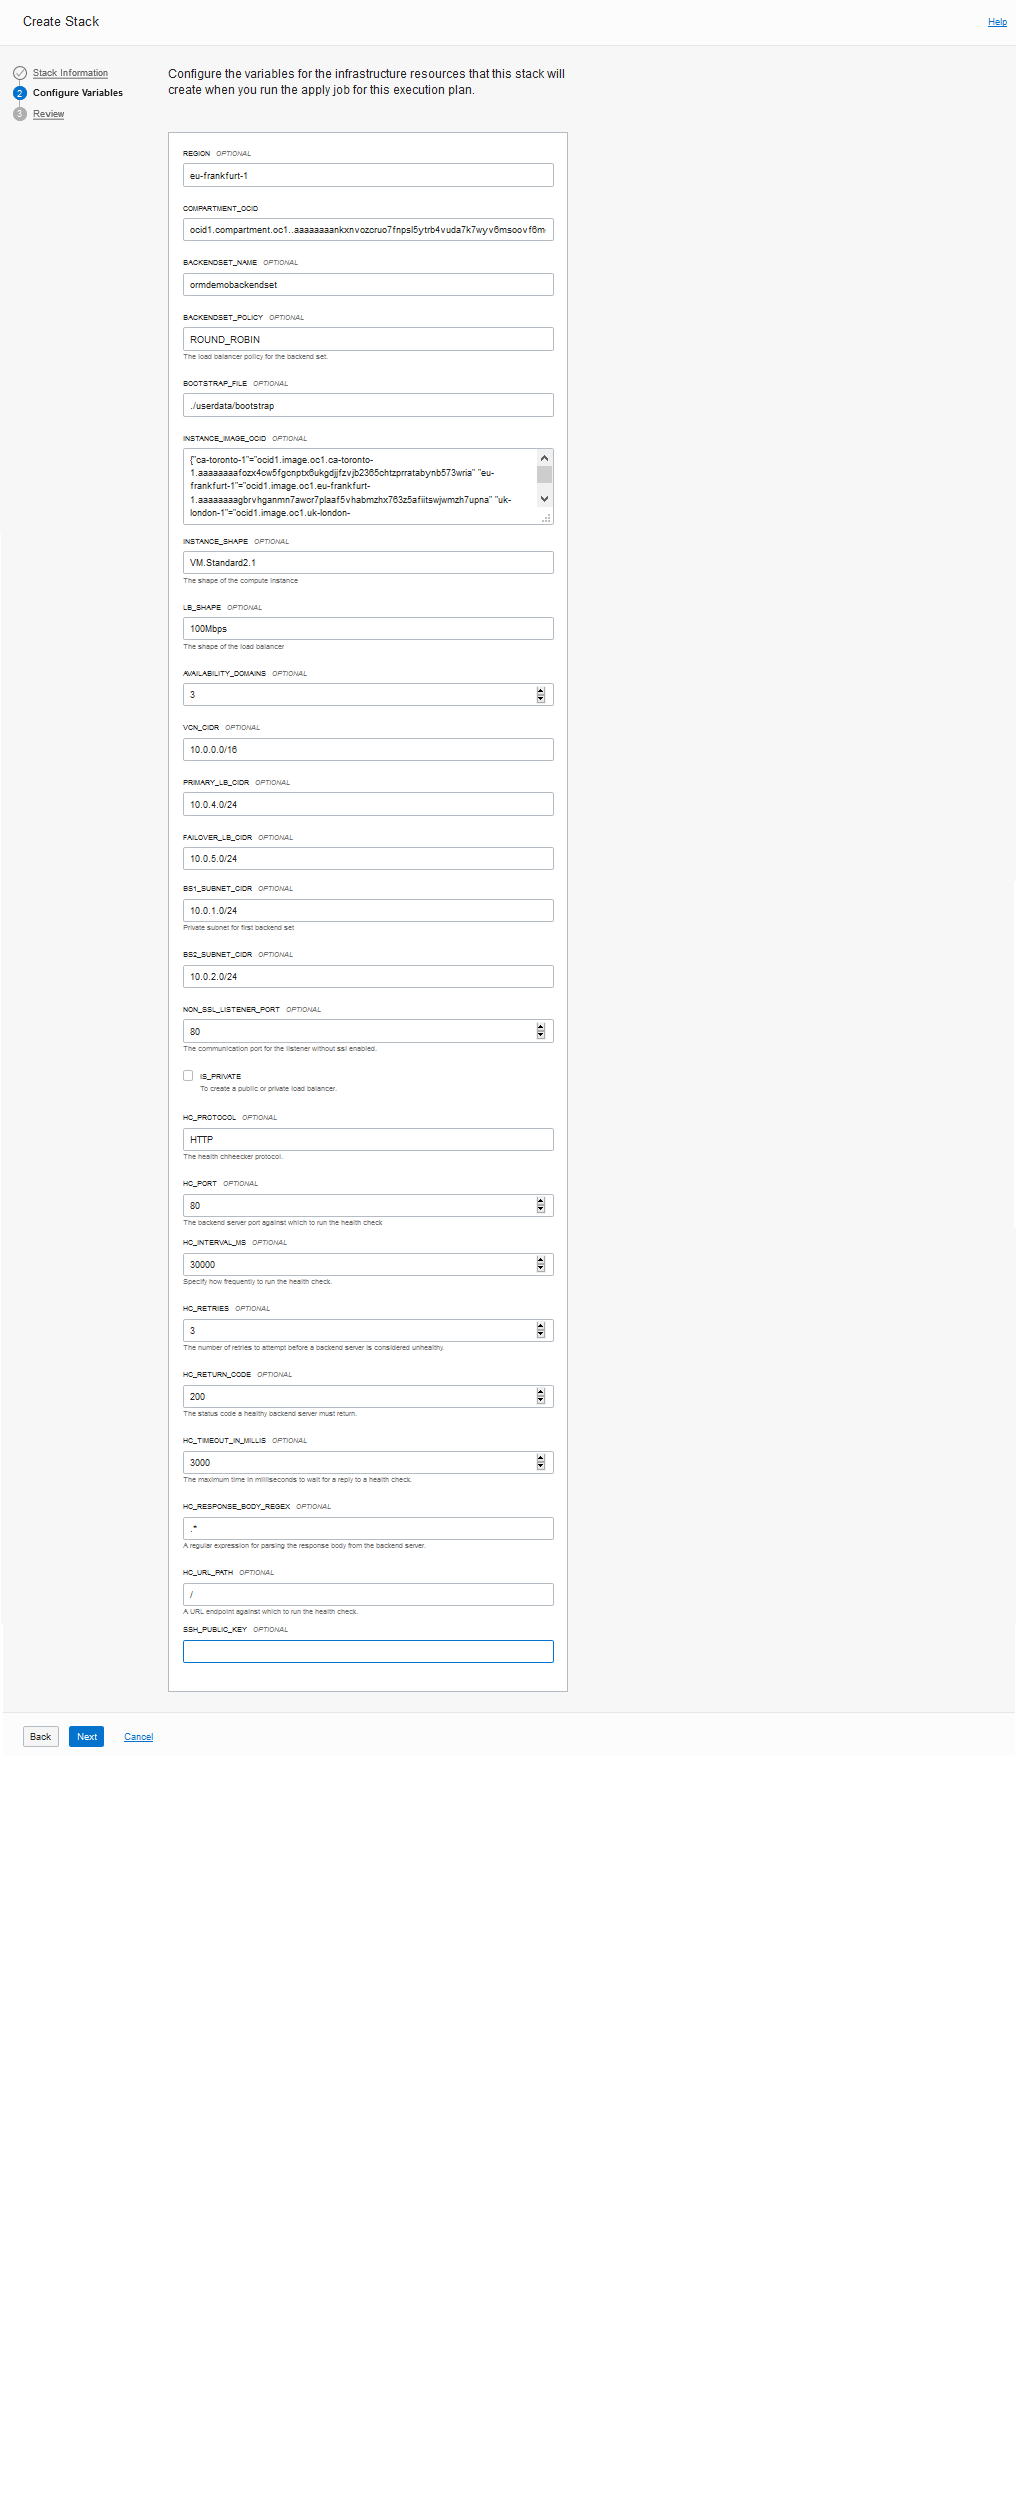 Create Stack
Help
Stack Information
2 Configure Variables
3 Review
Configure the variables for the infrastructure resources that this stack will
create when you run the apply job for this execution plan.
REGION OPTIONAL
eu-frankfurt-1
COMPARTMENT_OCID
ocid1.compartment.oc1..aaaaaaaankxnvozcruo7fnpsl5ytrb4vuda7k7wyv6msoovf6m
BACKENDSET_NAME OPTIONAL
ormdemobackendset
BACKENDSET_POLICY OPTIONAL
ROUND_ROBIN
The load balancer policy for the backend set.
BOOTSTRAP_FILE OPTIONAL
./userdata/bootstrap
INSTANCE_IMAGE_OCID OPTIONAL
{"ca-toronto-1"="ocid1.image.oc1.ca-toronto-
1.aaaaaaaafozx4cw5fgcnptx6ukgdjjfzvjb2365chtzprratabynb573wria" "eu-
frankfurt-1"="ocid1.image.oc1.eu-frankfurt-
1.aaaaaaaagbrvhganmn7awcr7plaaf5vhabmzhx763z5afiitswjwmzh7upna" "uk-
london-1"="ocid1.image.oc1.uk-london-
INSTANCE_SHAPE OPTIONAL
VM.Standard2.1
The shape of the compute instance
LB_SHAPE OPTIONAL
100Mbps
The shape of the load balancer
AVAILABILITY_DOMAINS OPTIONAL
3
VCN_CIDR OPTIONAL
10.0.0.0/16
PRIMARY_LB_CIDR OPTIONAL
10.0.4.0/24
FAILOVER_LB_CIDR OPTIONAL
10.0.5.0/24
BS1_SUBNET_CIDR OPTIONAL
10.0.1.0/24
Private subnet for first backend set
BS2_SUBNET_CIDR OPTIONAL
10.0.2.0/24
NON_SSL_LISTENER_PORT OPTIONAL
80
The communication port for the listener without ssl enabled.
IS_PRIVATE
To create a public or private load balancer.
HC_PROTOCOL OPTIONAL
HTTP
The health chheecker protocol.
HC_PORT OPTIONAL
80
The backend server port against which to run the health check
HC_INTERVAL_MS OPTIONAL
30000
Specify how frequently to run the health check.
HC_RETRIES OPTIONAL
3
The number of retries to attempt before a backend server is considered unhealthy.
HC_RETURN_CODE OPTIONAL
200
The status code a healthy backend server must return.
HC_TIMEOUT_IN_MILLIS OPTIONAL
3000
The maximum time in milliseconds to wait for a reply to a health check.
HC_RESPONSE_BODY_REGEX OPTIONAL
.*
A regular expression for parsing the response body from the backend server.
HC_URL_PATH OPTIONAL
/
A URL endpoint against which to run the health check.
SSH_PUBLIC_KEY OPTIONAL
Back Next Cancel